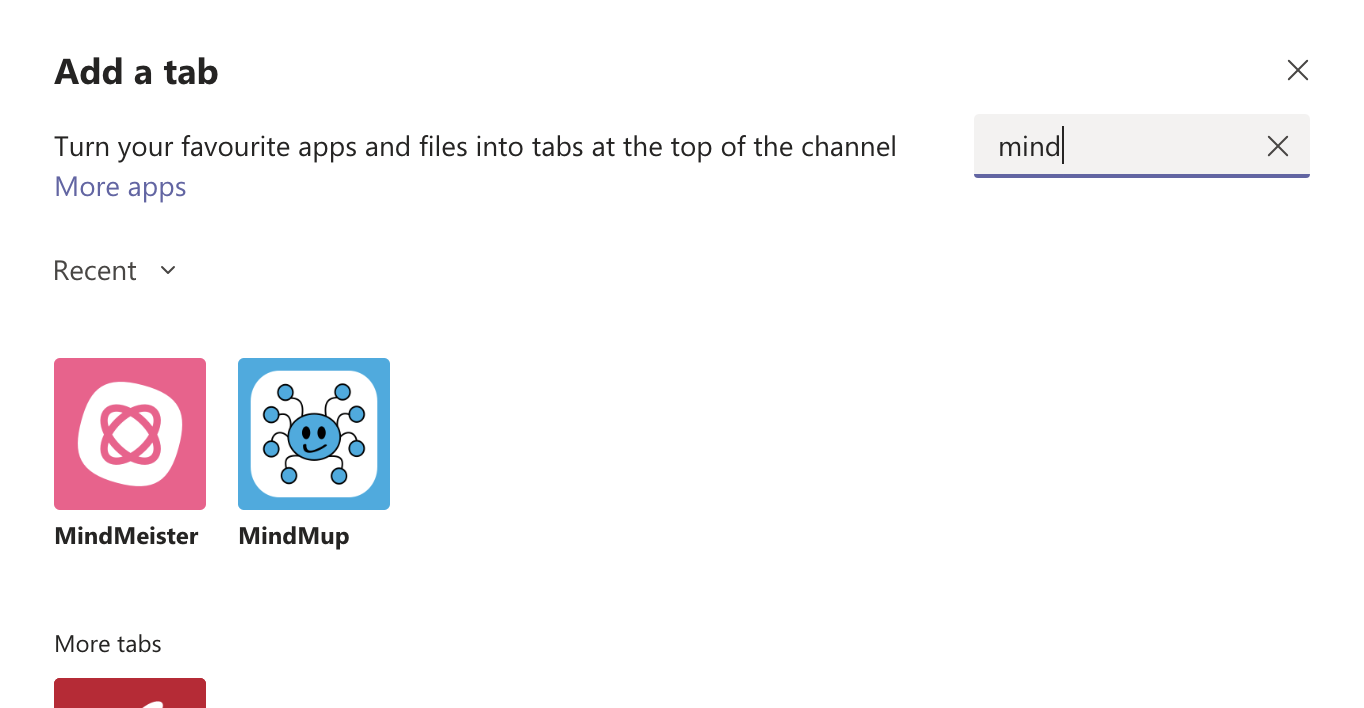 Add a tab
Turn your favourite apps and files into tabs at the top of the channel
More apps
mind
Recent
MindMeister
MindMup
More tabs